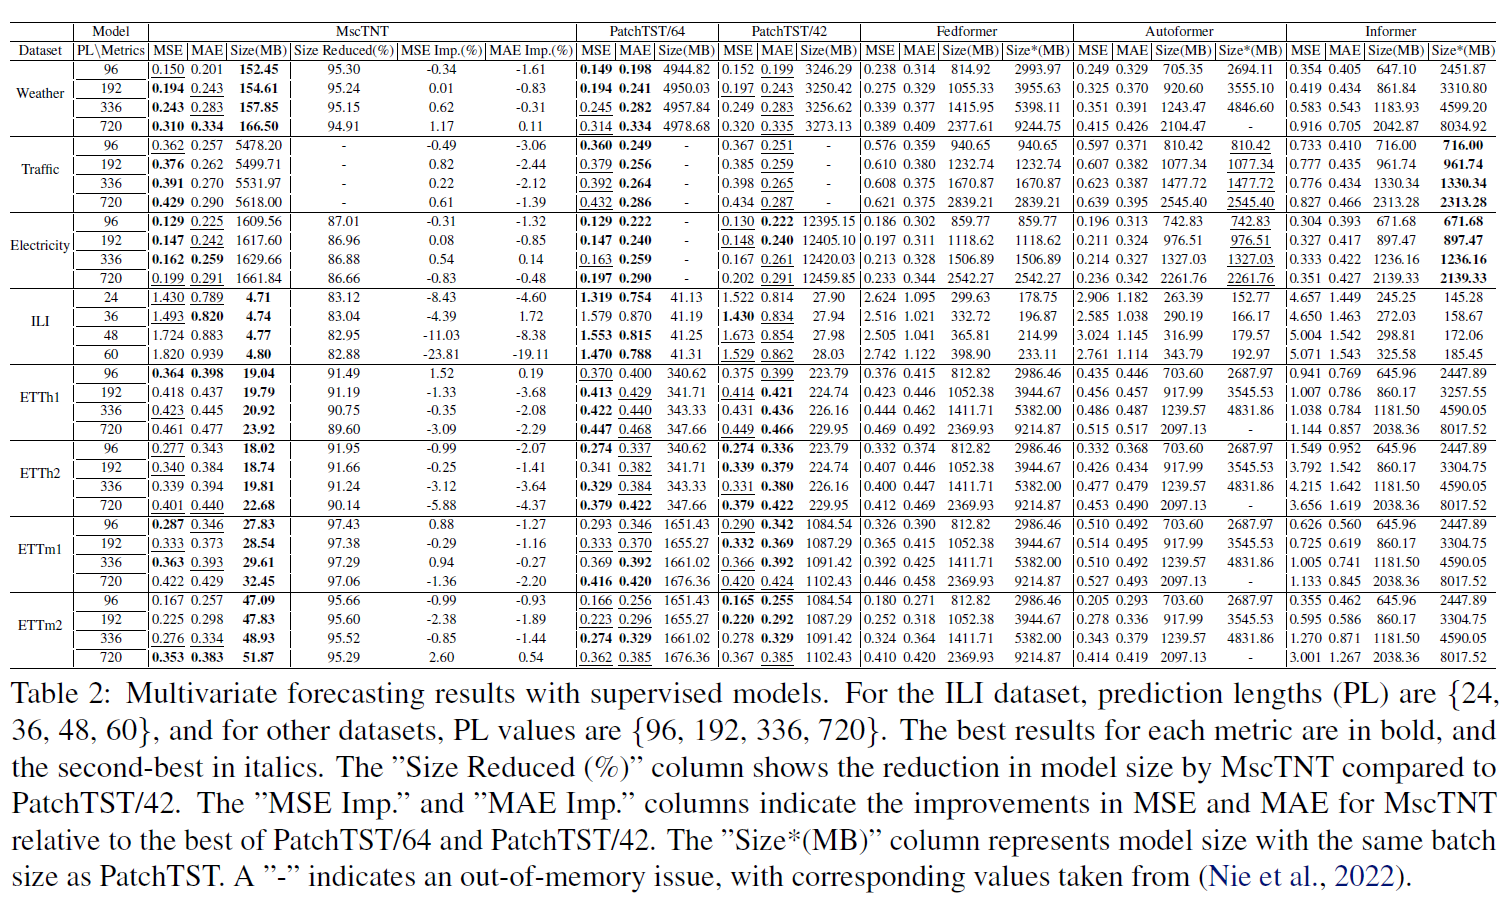 Model MscTNT PatchTST/64 PatchTST/42 Fedformer Autoformer Informer
Dataset PL\Metrics MSE MAE Size(MB) Size Reduced(%) MSE Imp.(%) MAE Imp.(%) MSE MAE Size(MB) MSE MAE Size(MB) MSE MAE Size(MB) Size*(MB) MSE MAE Size(MB) Size*(MB) MSE MAE Size(MB) Size*(MB)
Weather
96 0.150 0.201 152.45 95.30 -0.34 -1.61 0.149 0.198 4944.82 0.152 0.199 3246.29 0.238 0.314 814.92 2993.97 0.249 0.329 705.35 2694.11 0.354 0.405 647.10 2451.87
192 0.194 0.243 154.61 95.24 0.01 -0.83 0.194 0.241 4950.03 0.197 0.243 3250.42 0.275 0.329 1055.33 3955.63 0.325 0.370 920.60 3555.10 0.419 0.434 861.84 3310.80
336 0.243 0.283 157.85 95.15 0.62 -0.31 0.245 0.282 4957.84 0.249 0.283 3256.62 0.339 0.377 1415.95 5398.11 0.351 0.391 1243.47 4846.60 0.583 0.543 1183.93 4599.20
720 0.310 0.334 166.50 94.91 1.17 0.11 0.314 0.334 4978.68 0.320 0.335 3273.13 0.389 0.409 2377.61 9244.75 0.415 0.426 2104.47 - 0.916 0.705 2042.87 8034.92
Traffic
96 0.362 0.257 5478.20 - -0.49 -3.06 0.360 0.249 - 0.367 0.251 - 0.576 0.359 940.65 940.65 0.597 0.371 810.42 810.42 0.733 0.410 716.00 716.00
192 0.376 0.262 5499.71 - 0.82 -2.44 0.379 0.256 - 0.385 0.259 - 0.610 0.380 1232.74 1232.74 0.607 0.382 1077.34 1077.34 0.777 0.435 961.74 961.74
336 0.391 0.270 5531.97 - 0.22 -2.12 0.392 0.264 - 0.398 0.265 - 0.608 0.375 1670.87 1670.87 0.623 0.387 1477.72 1477.72 0.776 0.434 1330.34 1330.34
720 0.429 0.290 5618.00 - 0.61 -1.39 0.432 0.286 - 0.434 0.287 - 0.621 0.375 2839.21 2839.21 0.639 0.395 2545.40 2545.40 0.827 0.466 2313.28 2313.28
Electricity
96 0.129 0.225 1609.56 87.01 -0.31 -1.32 0.129 0.222 - 0.130 0.222 12395.15 0.186 0.302 859.77 859.77 0.196 0.313 742.83 742.83 0.304 0.393 671.68 671.68
192 0.147 0.242 1617.60 86.96 0.08 -0.85 0.147 0.240 - 0.148 0.240 12405.10 0.197 0.311 1118.62 1118.62 0.211 0.324 976.51 976.51 0.327 0.417 897.47 897.47
336 0.162 0.259 1629.66 86.88 0.54 0.14 0.163 0.259 - 0.167 0.261 12420.03 0.213 0.328 1506.89 1506.89 0.214 0.327 1327.03 1327.03 0.333 0.422 1236.16 1236.16
720 0.199 0.291 1661.84 86.66 -0.83 -0.48 0.197 0.290 - 0.202 0.291 12459.85 0.233 0.344 2542.27 2542.27 0.236 0.342 2261.76 2261.76 0.351 0.427 2139.33 2139.33
ILI
24 1.430 0.789 4.71 83.12 -8.43 -4.60 1.319 0.754 41.13 1.522 0.814 27.90 2.624 1.095 299.63 178.75 2.906 1.182 263.39 152.77 4.657 1.449 245.25 145.28
36 1.493 0.820 4.74 83.04 -4.39 1.72 1.579 0.870 41.19 1.430 0.834 27.94 2.516 1.021 332.72 196.87 2.585 1.038 290.19 166.17 4.650 1.463 272.03 158.67
48 1.724 0.883 4.77 82.95 -11.03 -8.38 1.553 0.815 41.25 1.673 0.854 27.98 2.505 1.041 365.81 214.99 3.024 1.145 316.99 179.57 5.004 1.542 298.81 172.06
60 1.820 0.939 4.80 82.88 -23.81 -19.11 1.470 0.788 41.31 1.529 0.862 28.03 2.742 1.122 398.90 233.11 2.761 1.114 343.79 192.97 5.071 1.543 325.58 185.45
ETTh1
96 0.364 0.398 19.04 91.49 1.52 0.19 0.370 0.400 340.62 0.375 0.399 223.79 0.376 0.415 812.82 2986.46 0.435 0.446 703.60 2687.97 0.941 0.769 645.96 2447.89
192 0.418 0.437 19.79 91.19 -1.33 -3.68 0.413 0.429 341.71 0.414 0.421 224.74 0.423 0.446 1052.38 3944.67 0.456 0.457 917.99 3545.53 1.007 0.786 860.17 3257.55
336 0.423 0.445 20.92 90.75 -0.35 -2.08 0.422 0.440 343.33 0.431 0.436 226.16 0.444 0.462 1411.71 5382.00 0.486 0.487 1239.57 4831.86 1.038 0.784 1181.50 4590.05
720 0.461 0.477 23.92 89.60 -3.09 -2.29 0.447 0.468 347.66 0.449 0.466 229.95 0.469 0.492 2369.93 9214.87 0.515 0.517 2097.13 - 1.144 0.857 2038.36 8017.52
ETTh2
96 0.277 0.343 18.02 91.95 -0.99 -2.07 0.274 0.337 340.62 0.274 0.336 223.79 0.332 0.374 812.82 2986.46 0.332 0.368 703.60 2687.97 1.549 0.952 645.96 2447.89
192 0.340 0.384 18.74 91.66 -0.25 -1.41 0.341 0.382 341.71 0.339 0.379 224.74 0.407 0.446 1052.38 3944.67 0.426 0.434 917.99 3545.53 3.792 1.542 860.17 3304.75
336 0.339 0.394 19.81 91.24 -3.12 -3.64 0.329 0.384 343.33 0.331 0.380 226.16 0.400 0.447 1411.71 5382.00 0.477 0.479 1239.57 4831.86 4.215 1.642 1181.50 4590.05
720 0.401 0.440 22.68 90.14 -5.88 -4.37 0.379 0.422 347.66 0.379 0.422 229.95 0.412 0.469 2369.93 9214.87 0.453 0.490 2097.13 - 3.656 1.619 2038.36 8017.52
ETTm1
96 0.287 0.346 27.83 97.43 0.88 -1.27 0.293 0.346 1651.43 0.290 0.342 1084.54 0.326 0.390 812.82 2986.46 0.510 0.492 703.60 2687.97 0.626 0.560 645.96 2447.89
192 0.333 0.373 28.54 97.38 -0.29 -1.16 0.333 0.370 1655.27 0.332 0.369 1087.29 0.365 0.415 1052.38 3944.67 0.514 0.495 917.99 3545.53 0.725 0.619 860.17 3304.75
336 0.363 0.393 29.61 97.29 0.94 -0.27 0.369 0.392 1661.02 0.366 0.392 1091.42 0.392 0.425 1411.71 5382.00 0.510 0.492 1239.57 4831.86 1.005 0.741 1181.50 4590.05
720 0.422 0.429 32.45 97.06 -1.36 -2.20 0.416 0.420 1676.36 0.420 0.424 1102.43 0.446 0.458 2369.93 9214.87 0.527 0.493 2097.13 - 1.133 0.845 2038.36 8017.52
ETTm2
96 0.167 0.257 47.09 95.66 -0.99 -0.93 0.166 0.256 1651.43 0.165 0.255 1084.54 0.180 0.271 812.82 2986.46 0.205 0.293 703.60 2687.97 0.355 0.462 645.96 2447.89
192 0.225 0.298 47.83 95.60 -2.38 -1.89 0.223 0.296 1655.27 0.220 0.292 1087.29 0.252 0.318 1052.38 3944.67 0.278 0.336 917.99 3545.53 0.595 0.586 860.17 3304.75
336 0.276 0.334 48.93 95.52 -0.85 -1.44 0.274 0.329 1661.02 0.278 0.329 1091.42 0.324 0.364 1411.71 5382.00 0.343 0.379 1239.57 4831.86 1.270 0.871 1181.50 4590.05
720 0.353 0.383 51.87 95.29 2.60 0.54 0.362 0.385 1676.36 0.367 0.385 1102.43 0.410 0.420 2369.93 9214.87 0.414 0.419 2097.13 - 3.001 1.267 2038.36 8017.52
Table 2: Multivariate forecasting results with supervised models. For the ILI dataset, prediction lengths (PL) are {24,
36, 48, 60}, and for other datasets, PL values are {96, 192, 336, 720}. The best results for each metric are in bold, and
the second-best in italics. The ”Size Reduced (%)” column shows the reduction in model size by MscTNT compared to
PatchTST/42. The ”MSE Imp.” and ”MAE Imp.” columns indicate the improvements in MSE and MAE for MscTNT
relative to the best of PatchTST/64 and PatchTST/42. The ”Size*(MB)” column represents model size with the same batch
size as PatchTST. A ”-” indicates an out-of-memory issue, with corresponding values taken from (Nie et al., 2022).